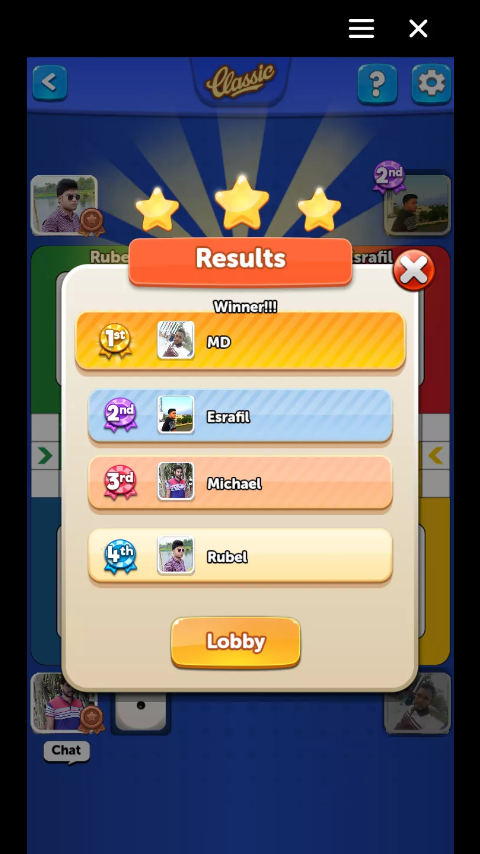 Classic
?
2nd
Rube
srafil
Results
Winner!!!
1st MD
2nd Esrafil
3rd Michael
4th Rubel
Lobby
Chat